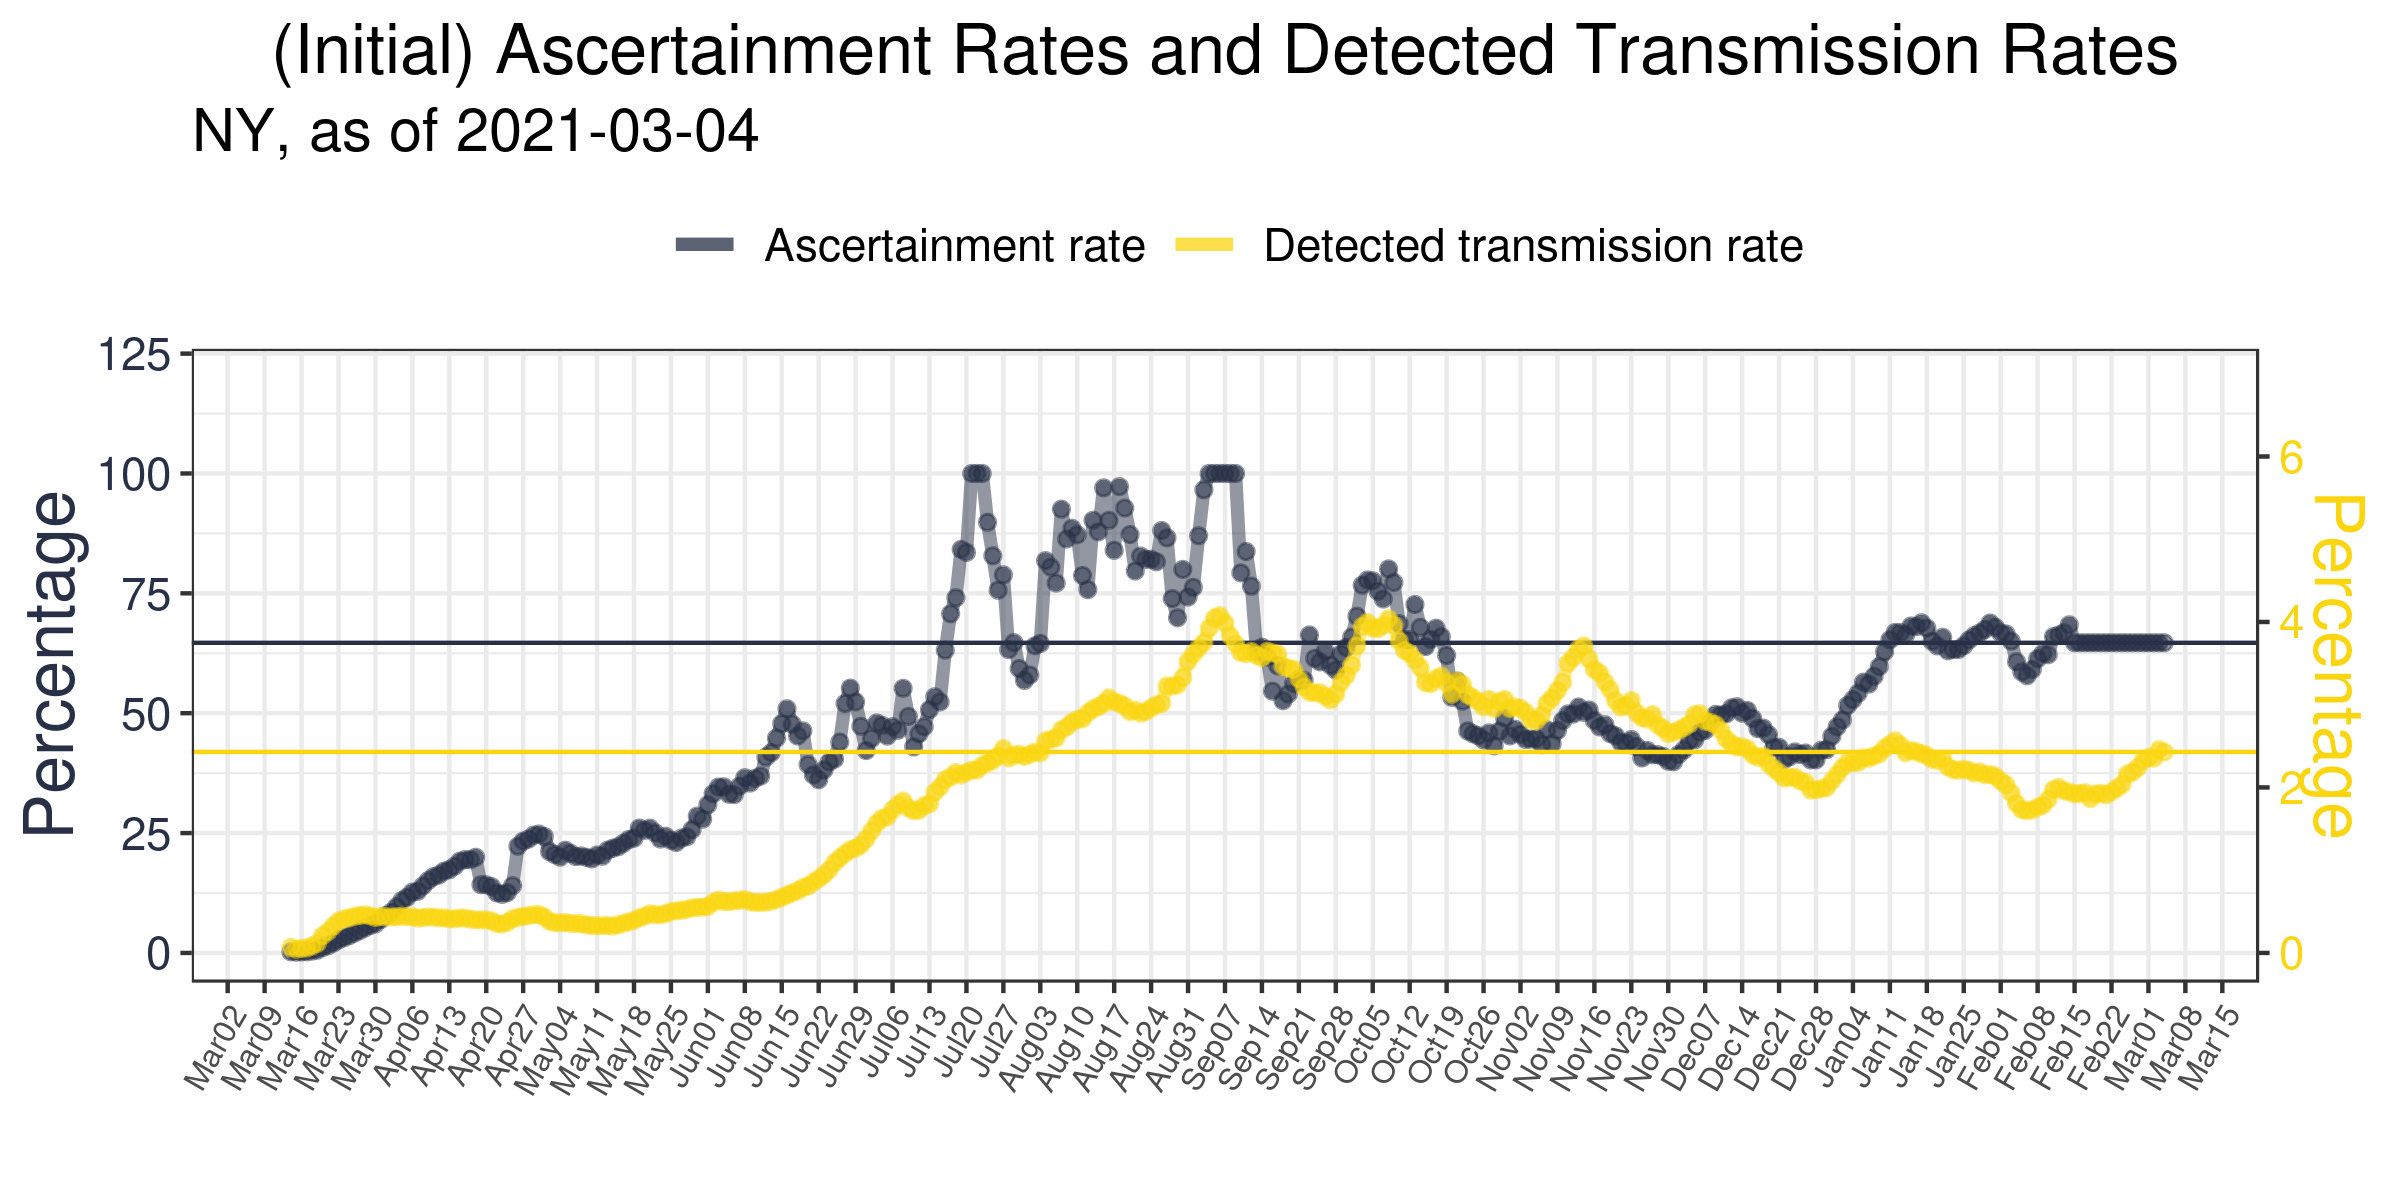 (Initial) Ascertainment Rates and Detected Transmission Rates
NY, as of 2021-03-04
Ascertainment rate
Detected transmission rate
125
100
75
50
25
0
Percentage
6
4
2
0
Percentage
Mar02
Mar09
Mar16
Mar23
Mar30
Apr06
Apr13
Apr20
Apr27
May04
May11
May18
May25
Jun01
Jun08
Jun15
Jun22
Jun29
Jul06
Jul13
Jul20
Jul27
Aug03
Aug10
Aug17
Aug24
Aug31
Sep07
Sep14
Sep21
Sep28
Oct05
Oct12
Oct19
Oct26
Nov02
Nov09
Nov16
Nov23
Nov30
Dec07
Dec14
Dec21
Dec28
Jan04
Jan11
Jan18
Jan25
Feb01
Feb08
Feb15
Feb22
Mar01
Mar08
Mar15